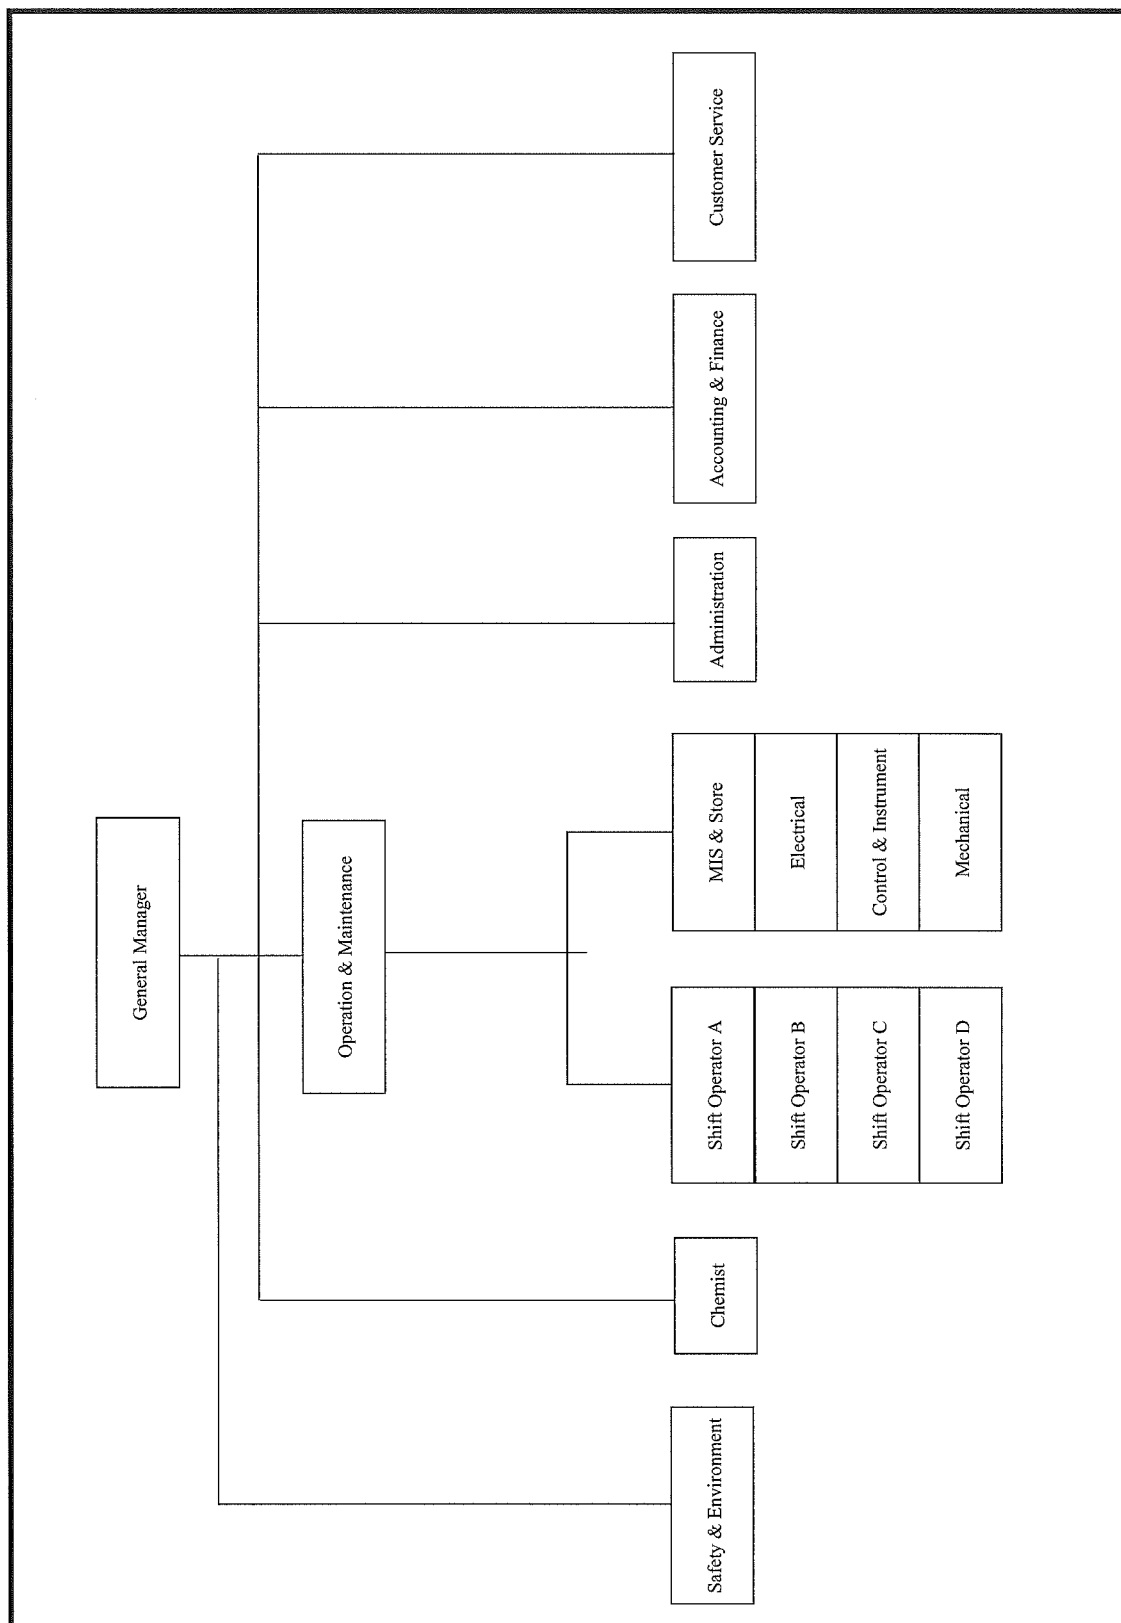 General Manager
Operation & Maintenance
Safety & Environment
Chemist
Shift Operator A
Shift Operator B
Shift Operator C
Shift Operator D
MIS & Store
Electrical
Control & Instrument
Mechanical
Administration
Accounting & Finance
Customer Service